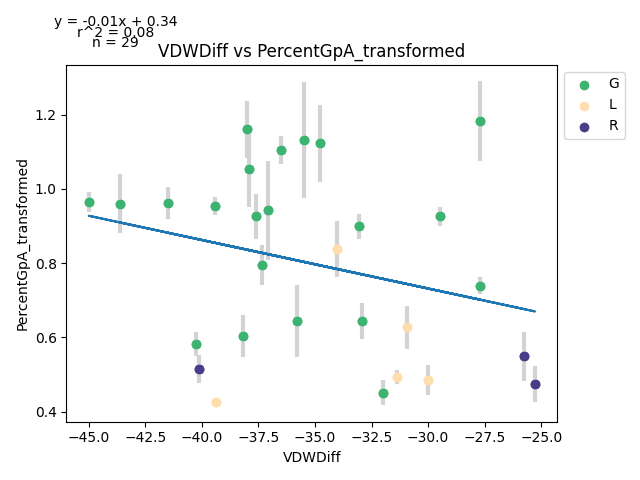 y = -0.01x + 0.34
r^2 = 0.08
n = 29
VDWDiff vs PercentGpA_transformed
G
L
R
PercentGpA_transformed
1.2
1.0
0.8
0.6
0.4
−45.0 −42.5 −40.0 −37.5 −35.0 −32.5 −30.0 −27.5 −25.0
VDWDiff